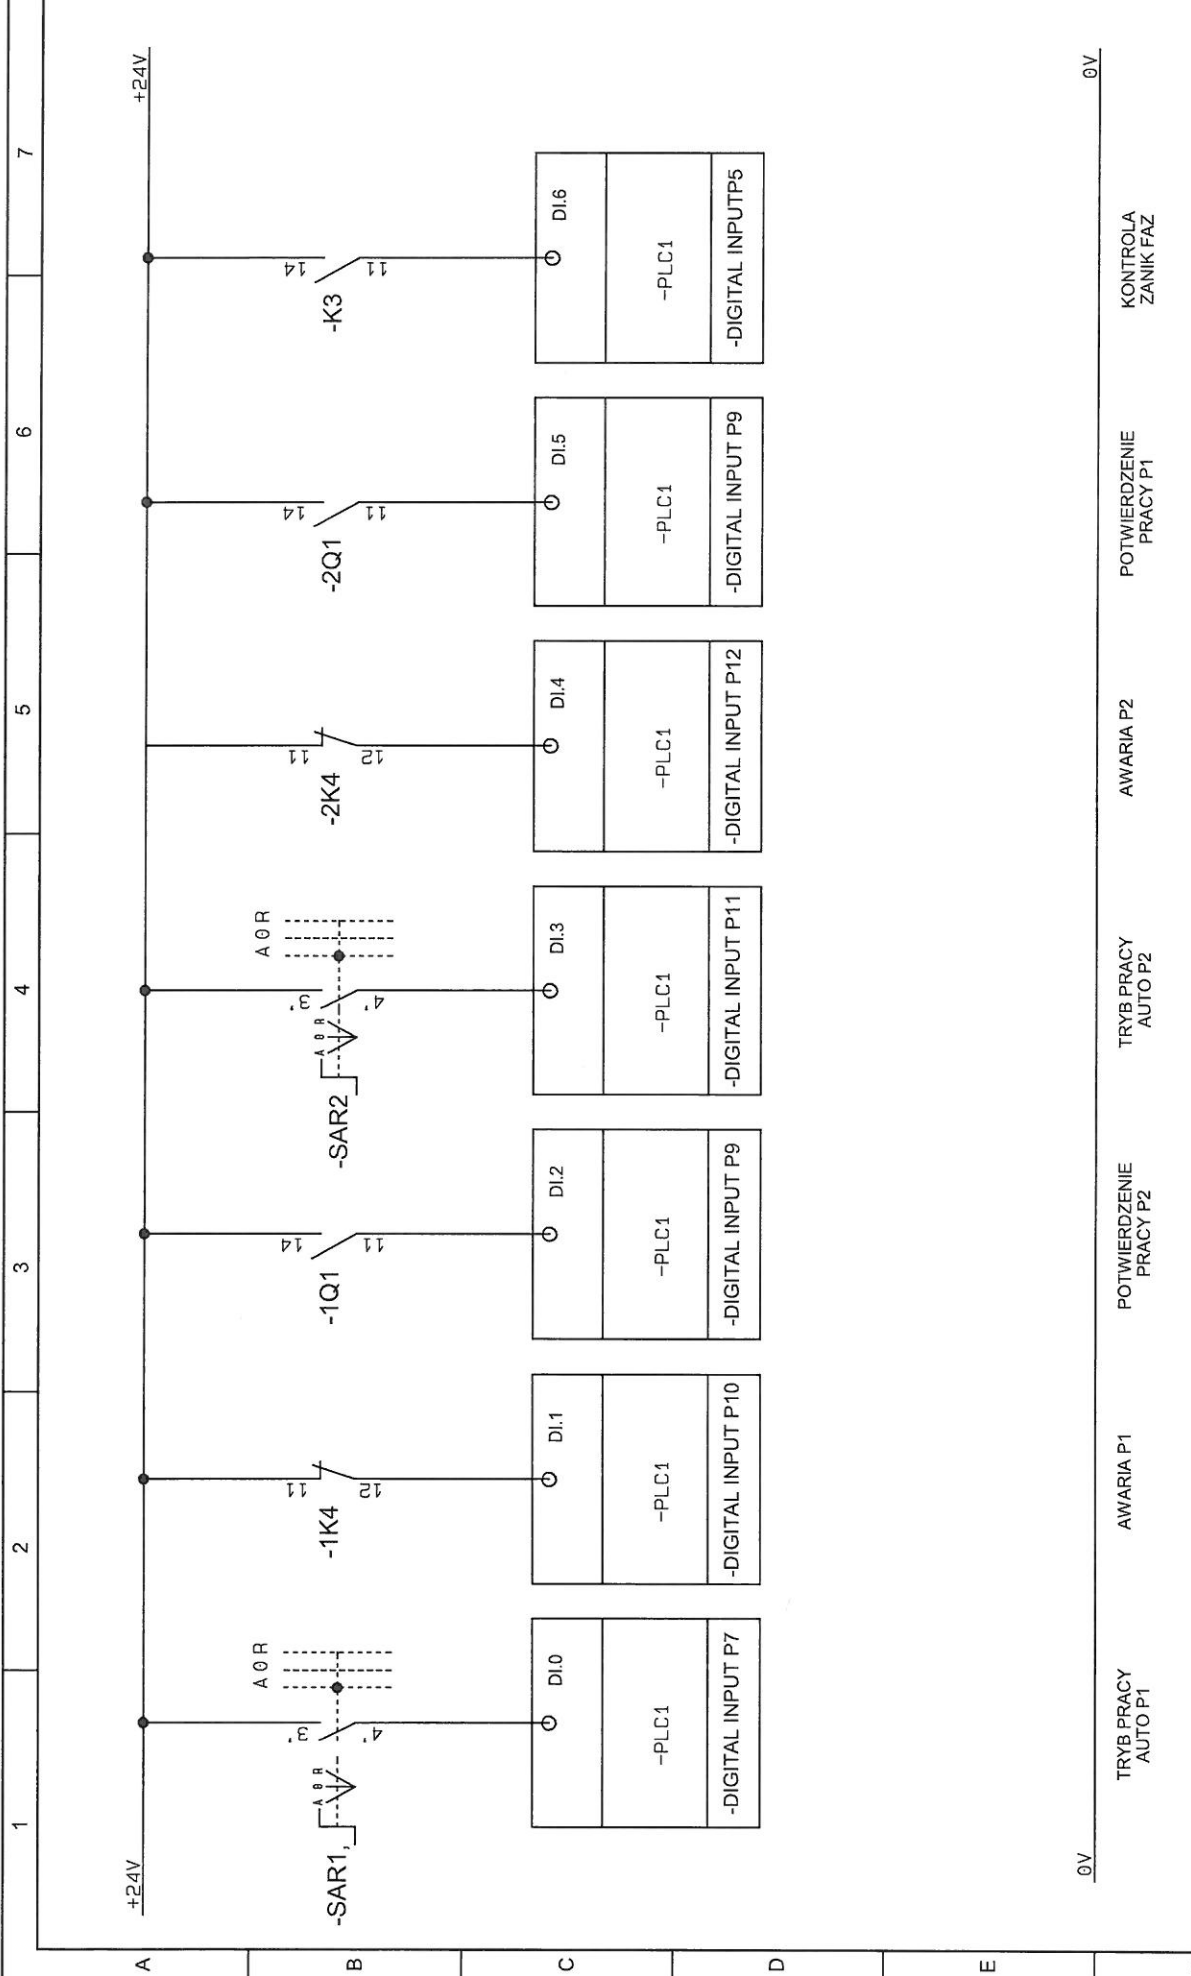 1
2
3
4
5
6
7
A
B
C
D
E
+24V
+24V
A 0 R
A 0 R
3'
4'
-SAR1,
11
12
-1K4
14
11
-1Q1
A 0 R
A 0 R
3'
4'
-SAR2
11
12
-2K4
14
11
-2Q1
14
11
-K3
DI.0
-PLC1
-DIGITAL INPUT P7
DI.1
-PLC1
-DIGITAL INPUT P10
DI.2
-PLC1
-DIGITAL INPUT P9
DI.3
-PLC1
-DIGITAL INPUT P11
DI.4
-PLC1
-DIGITAL INPUT P12
DI.5
-PLC1
-DIGITAL INPUT P9
DI.6
-PLC1
-DIGITAL INPUTP5
0V
0V
TRYB PRACY
AUTO P1
AWARIA P1
POTWIERDZENIE
PRACY P2
TRYB PRACY
AUTO P2
AWARIA P2
POTWIERDZENIE
PRACY P1
KONTROLA
ZANIK FAZ